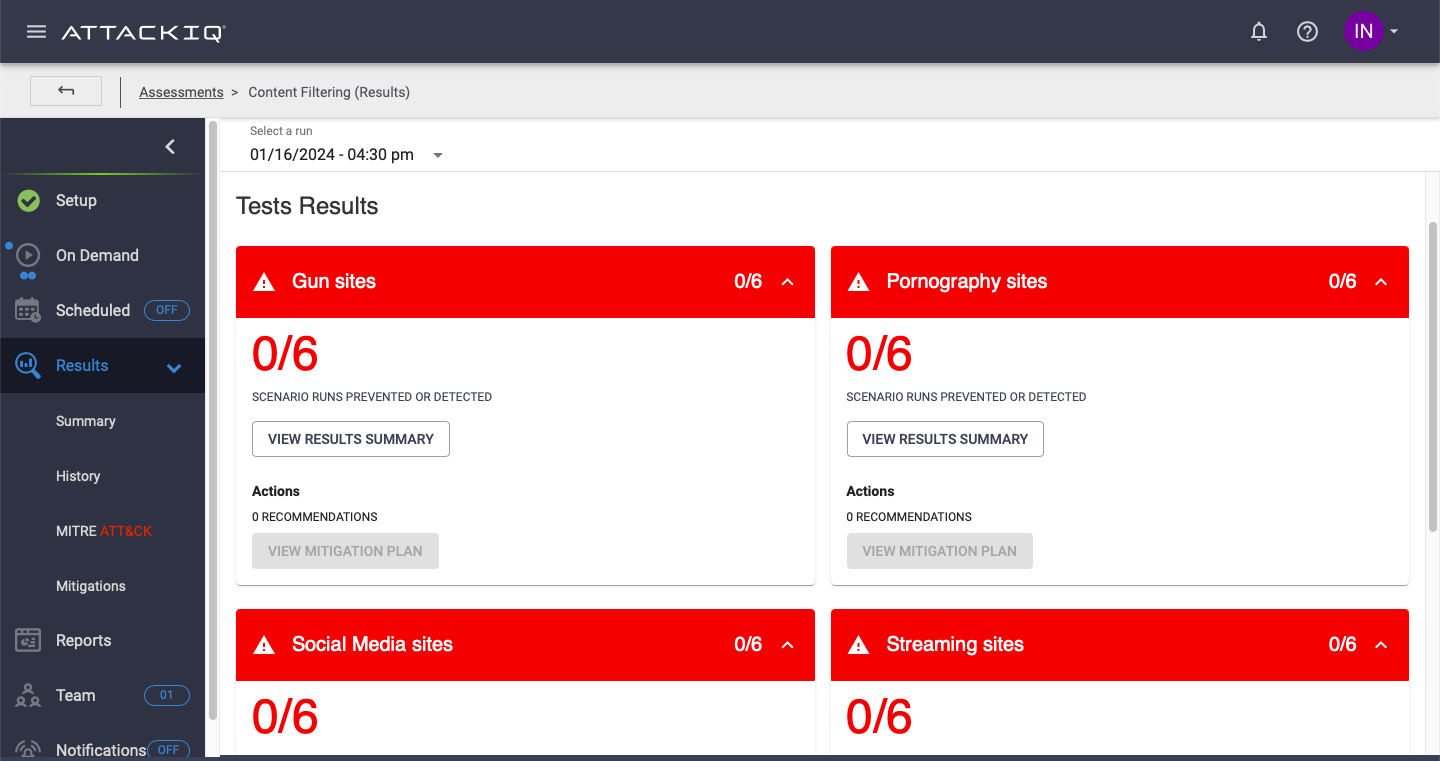 ATTACKIQ
IN
Assessments > Content Filtering (Results)
Select a run
01/16/2024 - 04:30 pm
Setup
On Demand
Scheduled OFF
Results
Summary
History
MITRE ATT&CK
Mitigations
Reports
Team 01
Notifications OFF
Tests Results
Gun sites 0/6
0/6
SCENARIO RUNS PREVENTED OR DETECTED
VIEW RESULTS SUMMARY
Actions
0 RECOMMENDATIONS
VIEW MITIGATION PLAN
Pornography sites 0/6
0/6
SCENARIO RUNS PREVENTED OR DETECTED
VIEW RESULTS SUMMARY
Actions
0 RECOMMENDATIONS
VIEW MITIGATION PLAN
Social Media sites 0/6
0/6
Streaming sites 0/6
0/6